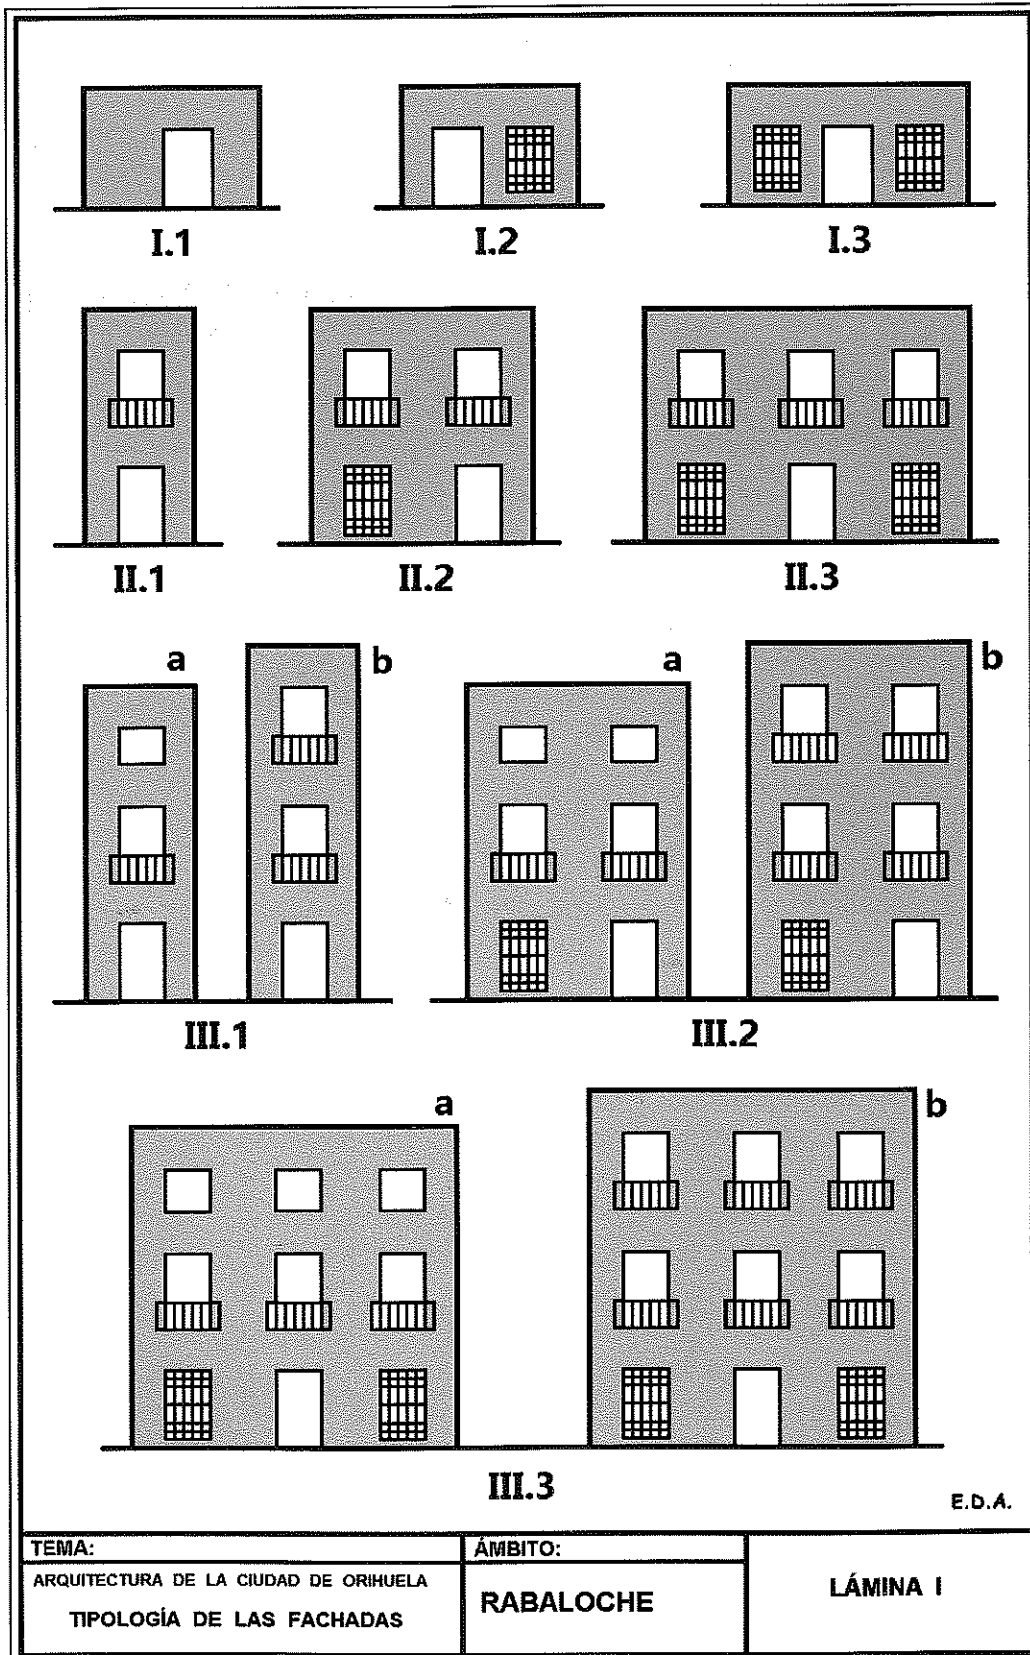 I.1
I.2
I.3
II.1
II.2
II.3
a
b
a
b
III.1
III.2
a
b
III.3
E.D.A.
TEMA:
ARQUITECTURA DE LA CIUDAD DE ORIHUELA
TIPOLOGÍA DE LAS FACHADAS
ÁMBITO:
RABALOCHE
LÁMINA I